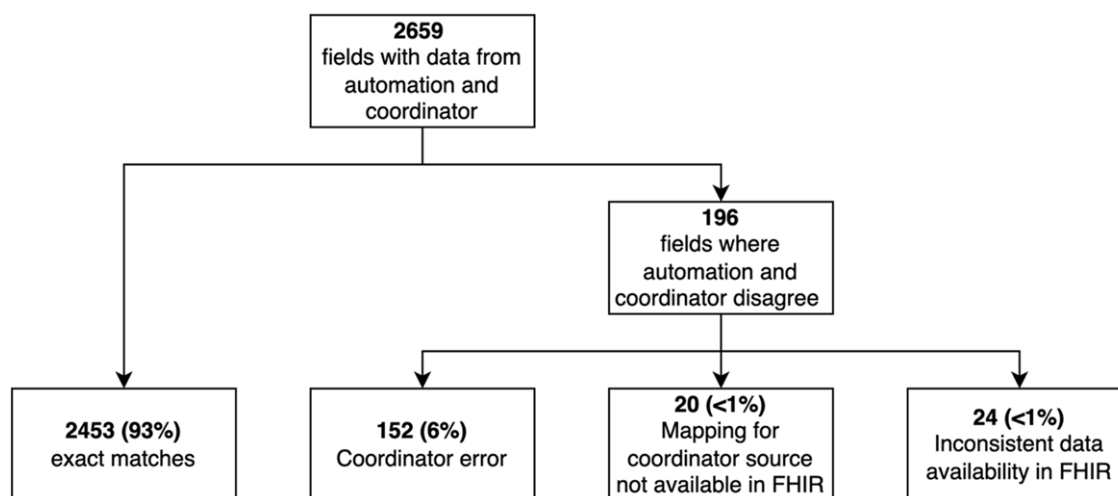 2659
fields with data from
automation and
coordinator
196
fields where
automation and
coordinator disagree
2453 (93%)
exact matches
152 (6%)
Coordinator error
20 (<1%)
Mapping for
coordinator source
not available in FHIR
24 (<1%)
Inconsistent data
availability in FHIR